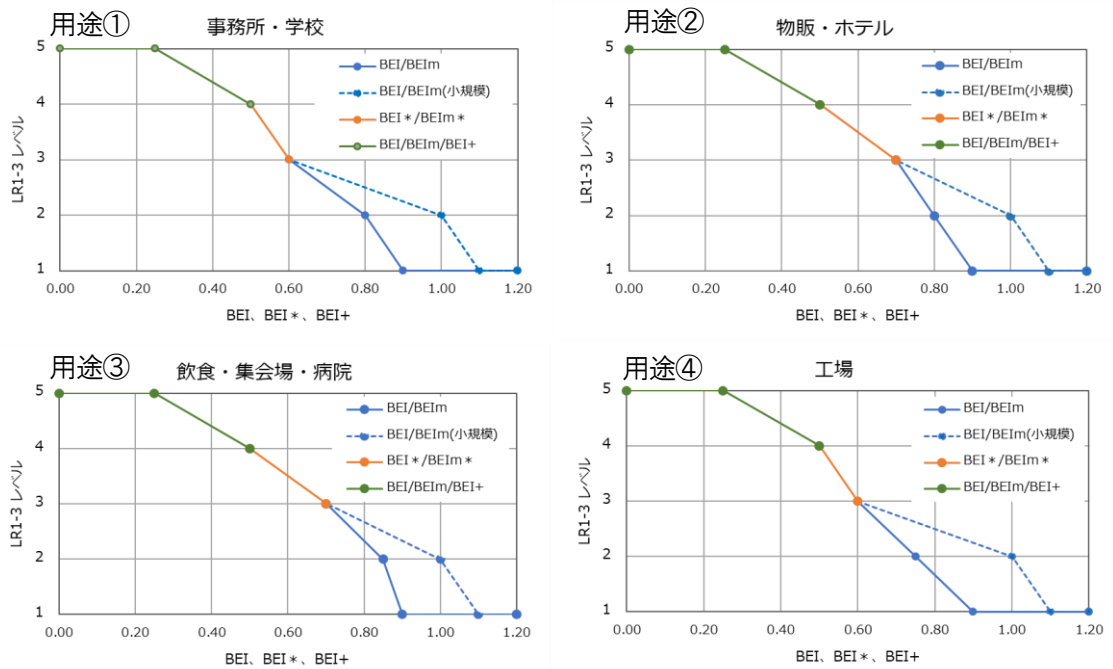 用途①
事務所・学校
5
4
3
2
1
LR1-3 レベル
BEI/BEIm
BEI/BEIm(小規模)
BEI＊/BEIm＊
BEI/BEIm/BEI+
0.00 0.20 0.40 0.60 0.80 1.00 1.20
BEI、BEI＊、BEI+
用途②
物販・ホテル
5
4
3
2
1
LR1-3 レベル
BEI/BEIm
BEI/BEIm(小規模)
BEI＊/BEIm＊
BEI/BEIm/BEI+
0.00 0.20 0.40 0.60 0.80 1.00 1.20
BEI、BEI＊、BEI+
用途③
飲食・集会場・病院
5
4
3
2
1
LR1-3 レベル
BEI/BEIm
BEI/BEIm(小規模)
BEI＊/BEIm＊
BEI/BEIm/BEI+
0.00 0.20 0.40 0.60 0.80 1.00 1.20
BEI、BEI＊、BEI+
用途④
工場
5
4
3
2
1
LR1-3 レベル
BEI/BEIm
BEI/BEIm(小規模)
BEI＊/BEIm＊
BEI/BEIm/BEI+
0.00 0.20 0.40 0.60 0.80 1.00 1.20
BEI、BEI＊、BEI+